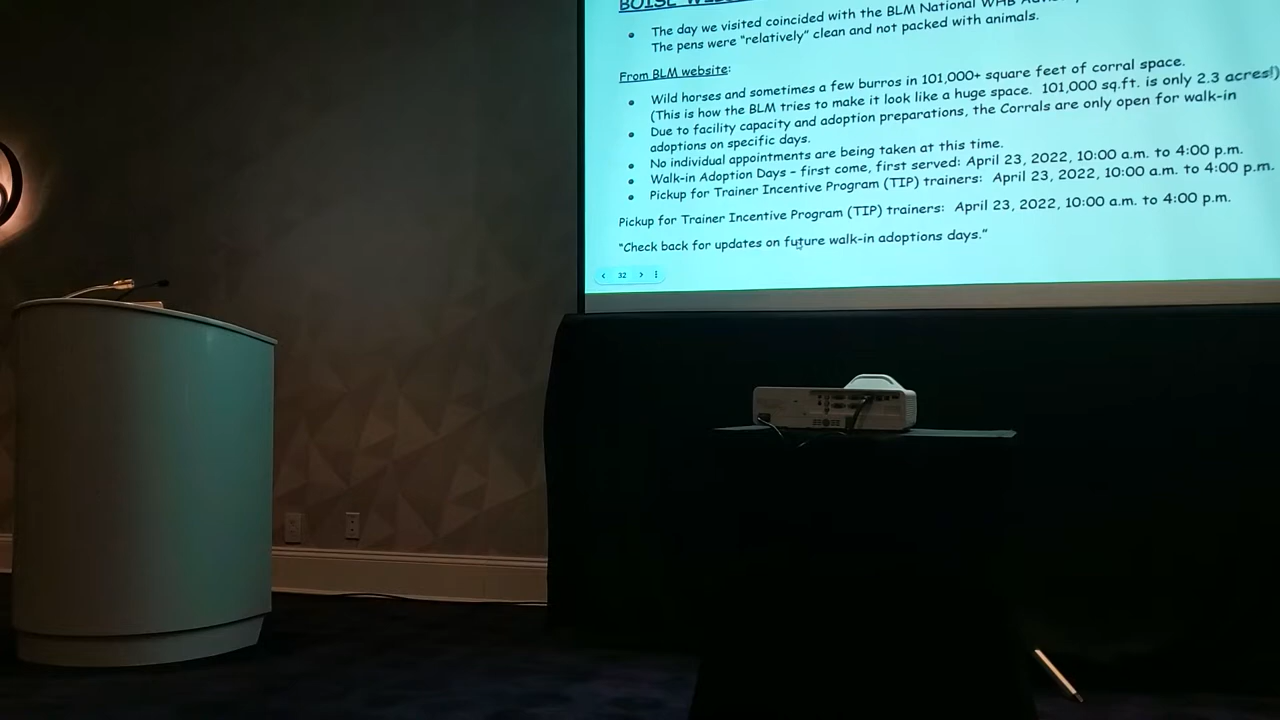 BOISE
The day we visited coincided with the BLM National WHB
The pens were “relatively” clean and not packed with animals.
From BLM website:
Wild horses and sometimes a few burros in 101,000+ square feet of corral space.
(This is how the BLM tries to make it look like a huge space. 101,000 sq.ft. is only 2.3 acres!)
Due to facility capacity and adoption preparations, the Corrals are only open for walk-in
adoptions on specific days.
No individual appointments are being taken at this time.
Walk-in Adoption Days – first come, first served: April 23, 2022, 10:00 a.m. to 4:00 p.m.
Pickup for Trainer Incentive Program (TIP) trainers: April 23, 2022, 10:00 a.m. to 4:00 p.m.
Pickup for Trainer Incentive Program (TIP) trainers: April 23, 2022, 10:00 a.m. to 4:00 p.m.
“Check back for updates on future walk-in adoptions days.”
32